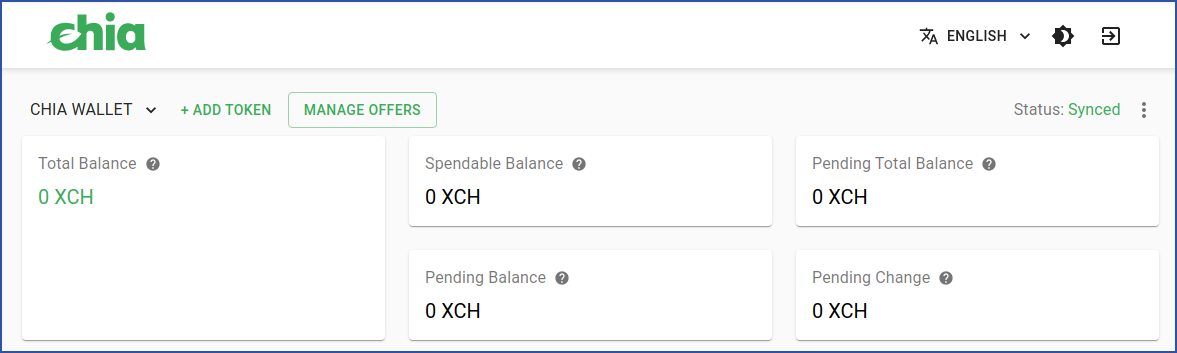 chia
ENGLISH
CHIA WALLET + ADD TOKEN MANAGE OFFERS Status: Synced
Total Balance Spendable Balance Pending Total Balance
0 XCH 0 XCH 0 XCH
Pending Balance Pending Change
0 XCH 0 XCH